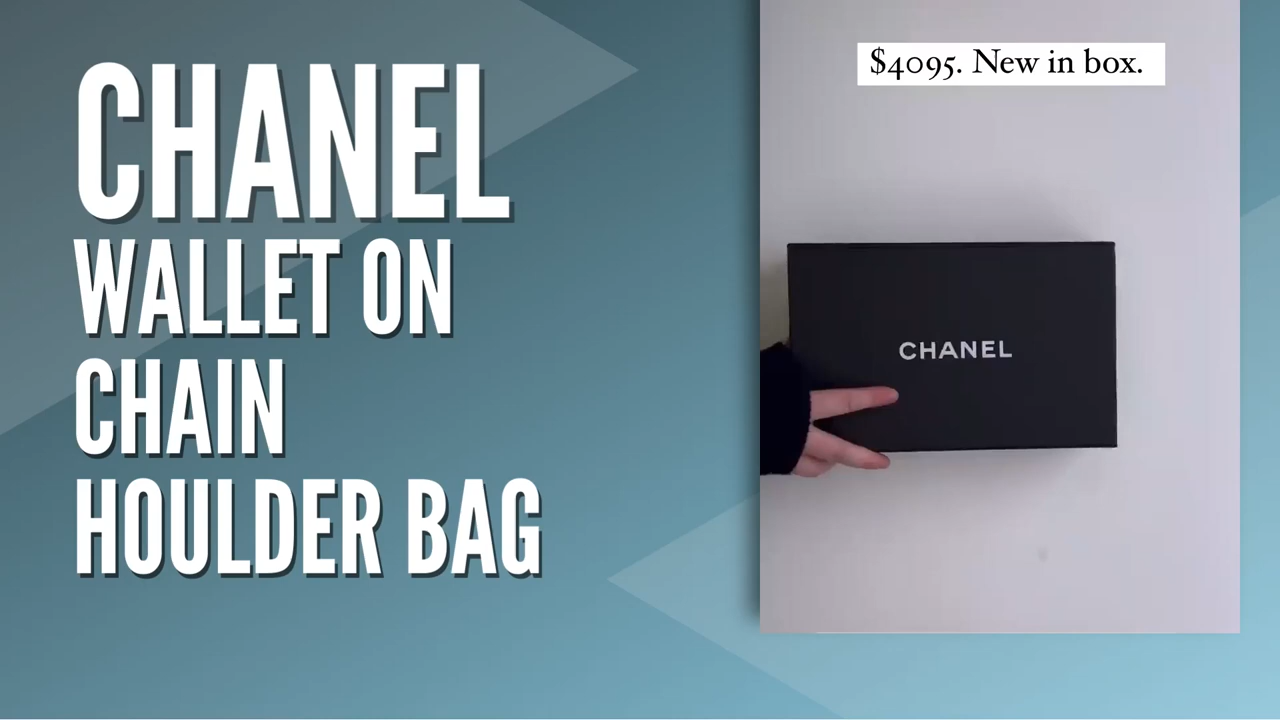 CHANEL
WALLET ON
CHAIN
HOULDER BAG
$4095. New in box.
CHANEL